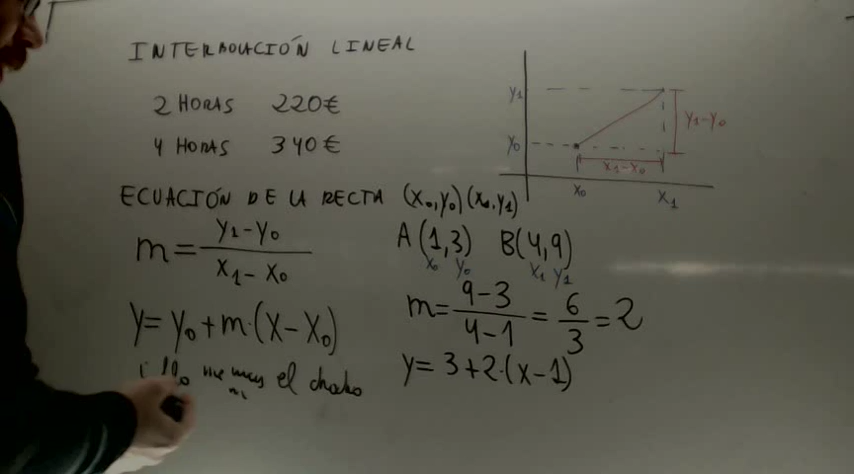 INTERPOLACIÓN LINEAL
2 HORAS 220€
4 HORAS 340€
y₁
y₀
x₀
x₁
y₁-y₀
x₁-x₀
ECUACIÓN DE LA RECTA (x₀,y₀)(x₀,y₁)
m = (y₁-y₀)/(x₁-x₀)
A(1,3) B(4,9)
x₀ y₀ x₁ y₁
m = (9-3)/(4-1) = 6/3 = 2
y = y₀+m·(x-x₀)
y = 3+2·(x-1)
el